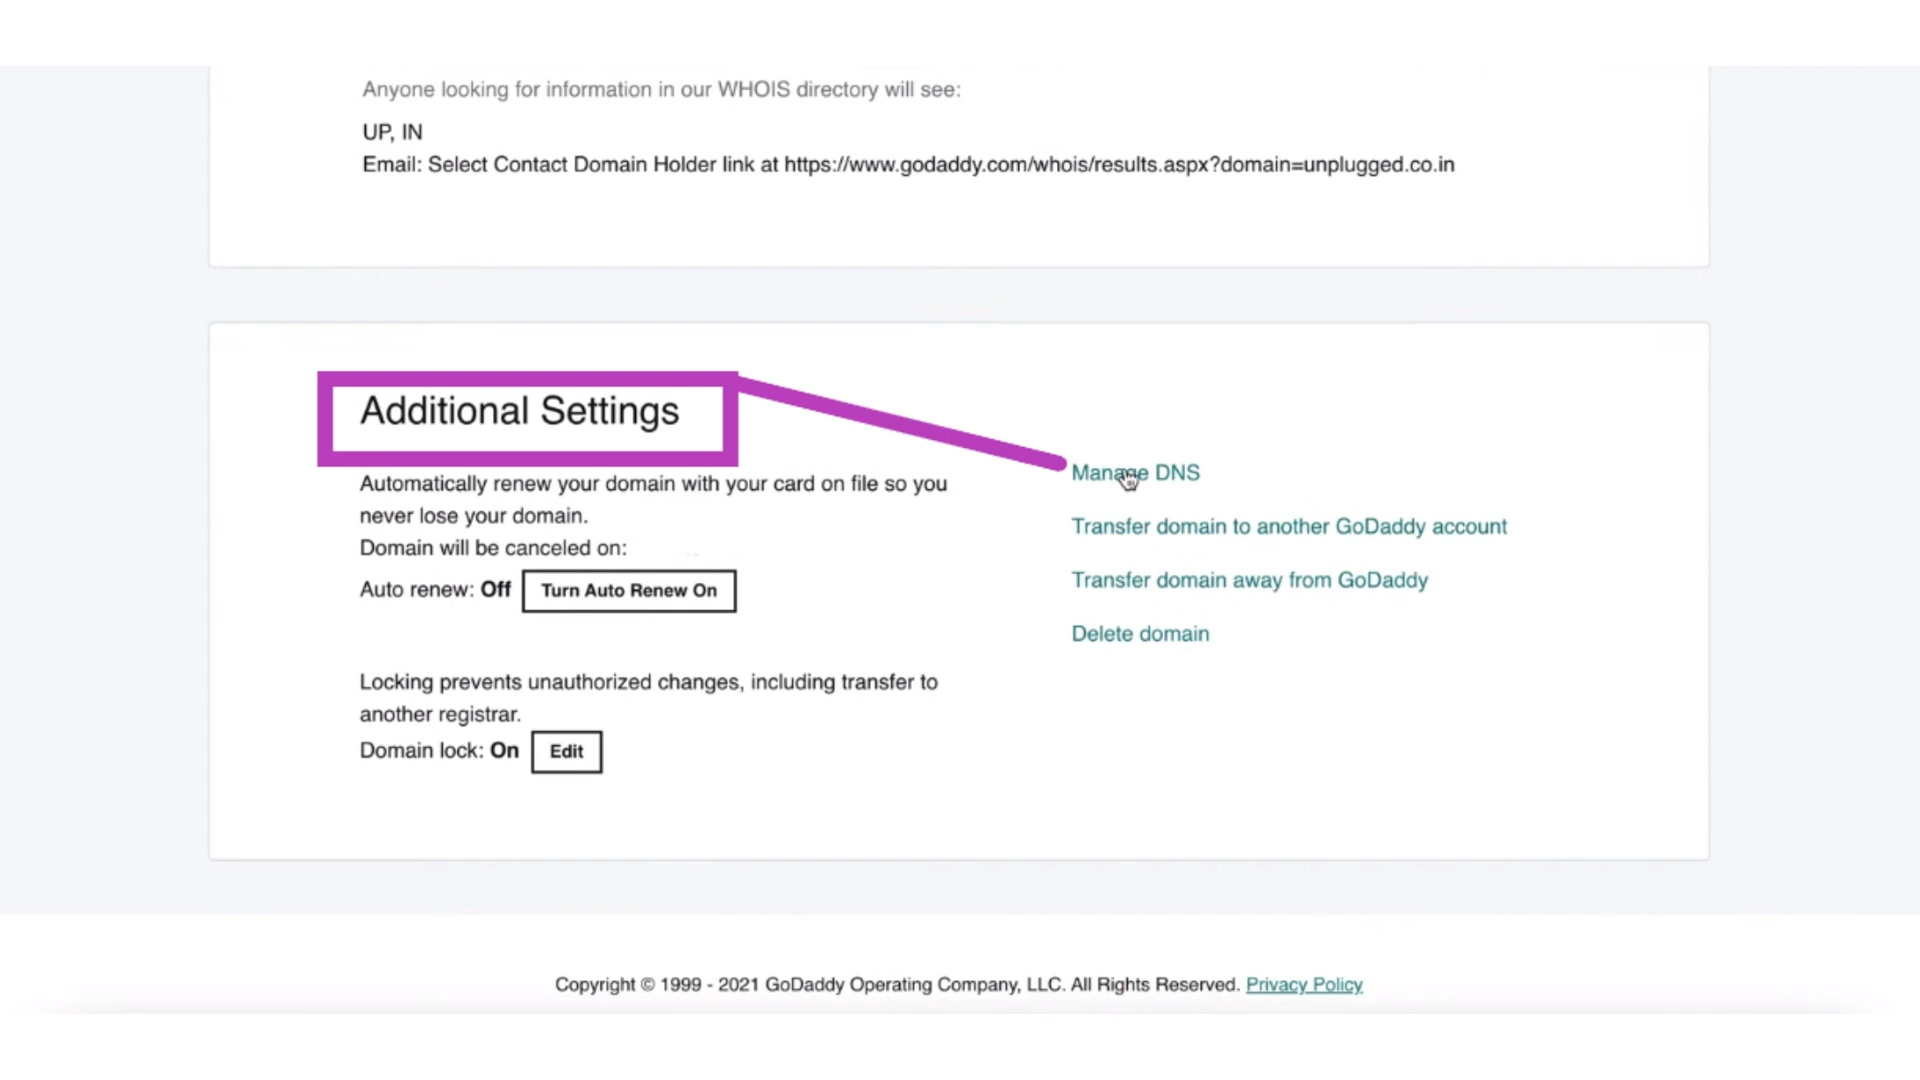 Anyone looking for information in our WHOIS directory will see:
UP, IN
Email: Select Contact Domain Holder link at https://www.godaddy.com/whois/results.aspx?domain=unplugged.co.in
Additional Settings
Automatically renew your domain with your card on file so you
never lose your domain.
Domain will be canceled on:
Auto renew: Off Turn Auto Renew On
Locking prevents unauthorized changes, including transfer to
another registrar.
Domain lock: On Edit
Manage DNS
Transfer domain to another GoDaddy account
Transfer domain away from GoDaddy
Delete domain
Copyright © 1999 - 2021 GoDaddy Operating Company, LLC. All Rights Reserved. Privacy Policy